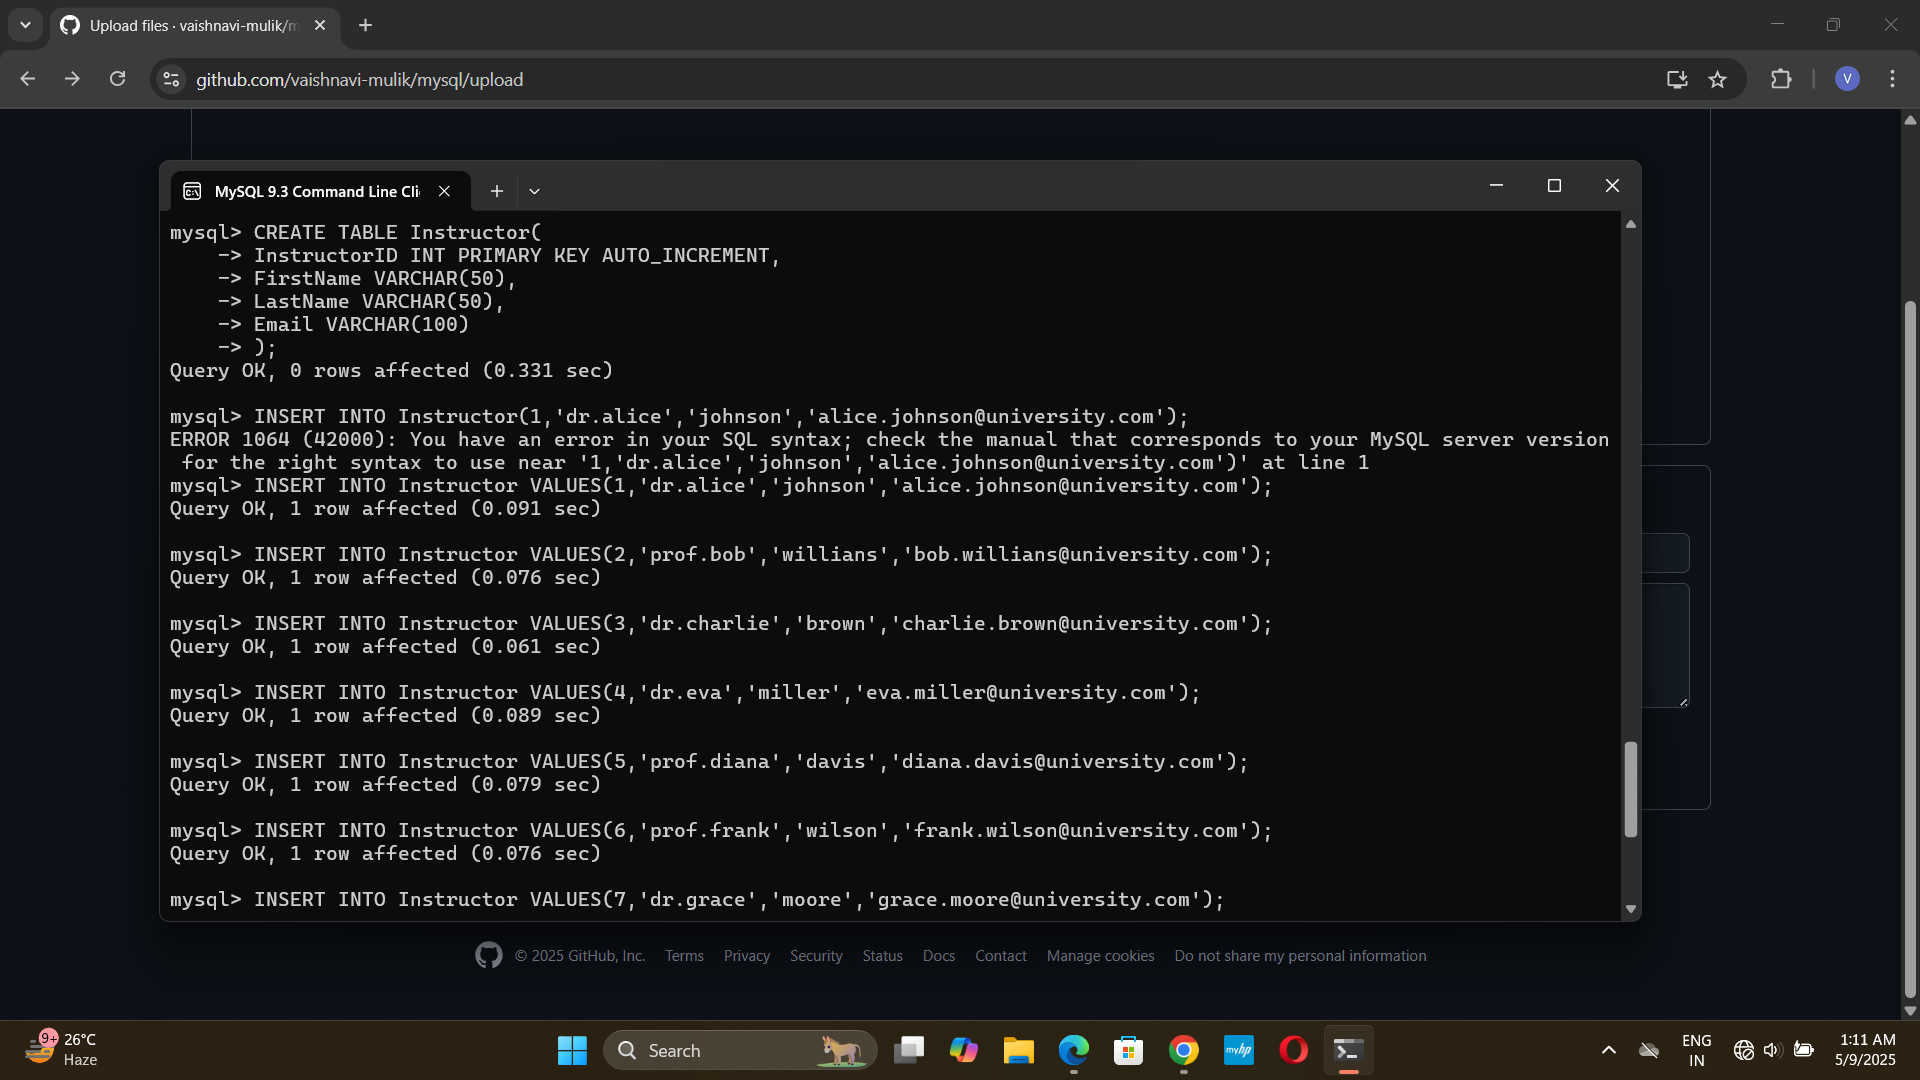 Upload files · vaishnavi-mulik/m
github.com/vaishnavi-mulik/mysql/upload
V
MySQL 9.3 Command Line Cli
mysql> CREATE TABLE Instructor(
    -> InstructorID INT PRIMARY KEY AUTO_INCREMENT,
    -> FirstName VARCHAR(50),
    -> LastName VARCHAR(50),
    -> Email VARCHAR(100)
    -> );
Query OK, 0 rows affected (0.331 sec)
mysql> INSERT INTO Instructor(1,'dr.alice','johnson','alice.johnson@university.com');
ERROR 1064 (42000): You have an error in your SQL syntax; check the manual that corresponds to your MySQL server version
 for the right syntax to use near '1,'dr.alice','johnson','alice.johnson@university.com')' at line 1
mysql> INSERT INTO Instructor VALUES(1,'dr.alice','johnson','alice.johnson@university.com');
Query OK, 1 row affected (0.091 sec)
mysql> INSERT INTO Instructor VALUES(2,'prof.bob','willians','bob.willians@university.com');
Query OK, 1 row affected (0.076 sec)
mysql> INSERT INTO Instructor VALUES(3,'dr.charlie','brown','charlie.brown@university.com');
Query OK, 1 row affected (0.061 sec)
mysql> INSERT INTO Instructor VALUES(4,'dr.eva','miller','eva.miller@university.com');
Query OK, 1 row affected (0.089 sec)
mysql> INSERT INTO Instructor VALUES(5,'prof.diana','davis','diana.davis@university.com');
Query OK, 1 row affected (0.079 sec)
mysql> INSERT INTO Instructor VALUES(6,'prof.frank','wilson','frank.wilson@university.com');
Query OK, 1 row affected (0.076 sec)
mysql> INSERT INTO Instructor VALUES(7,'dr.grace','moore','grace.moore@university.com');
© 2025 GitHub, Inc. Terms Privacy Security Status Docs Contact Manage cookies Do not share my personal information
9+ 26°C
Haze
Search
myhp
ENG
IN
1:11 AM
5/9/2025